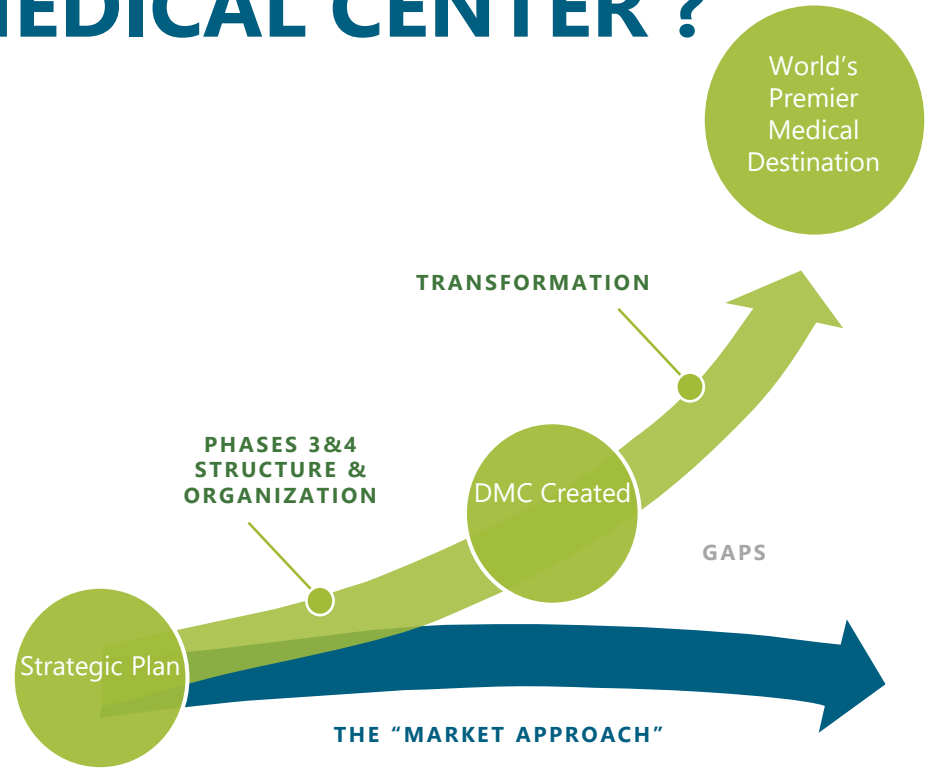 MEDICAL CENTER ?
World's
Premier
Medical
Destination
TRANSFORMATION
PHASES 3&4
STRUCTURE &
ORGANIZATION
DMC Created
GAPS
Strategic Plan
THE “MARKET APPROACH”